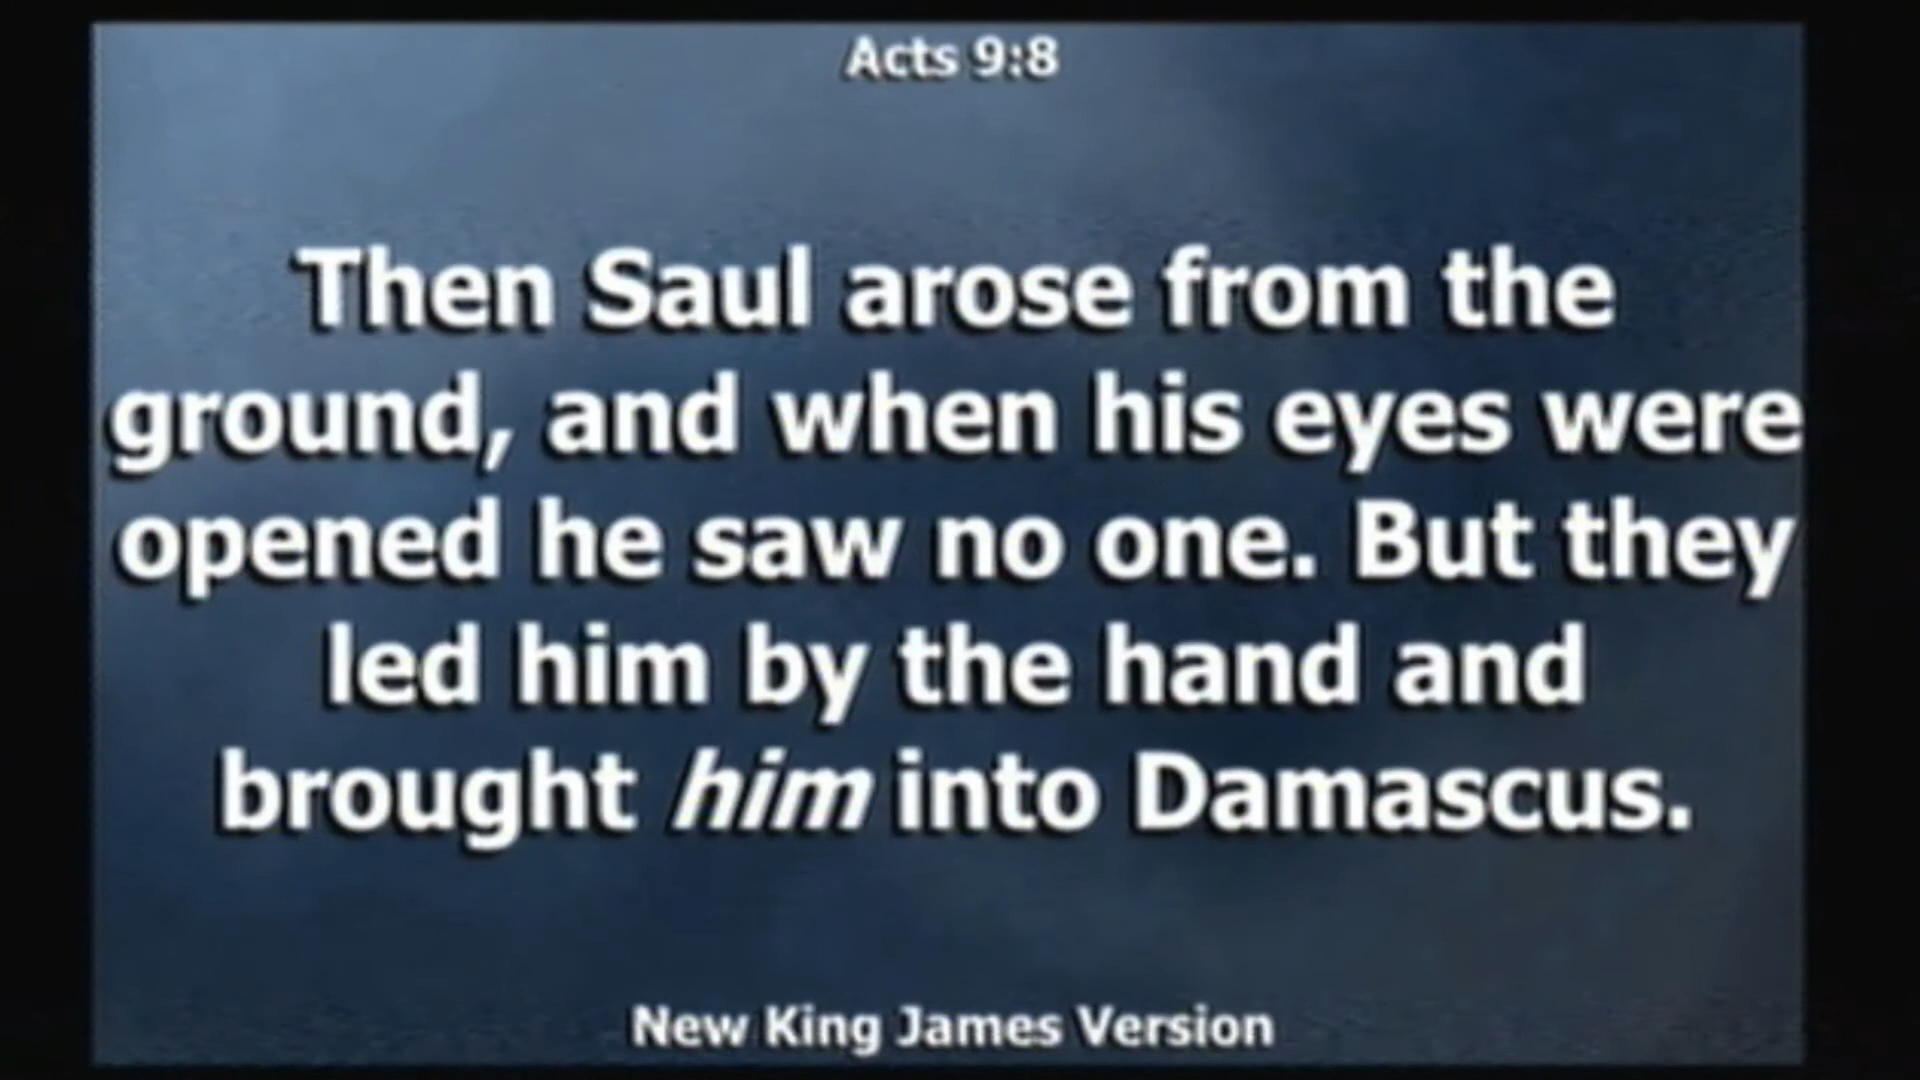 Acts 9:8
Then Saul arose from the
ground, and when his eyes were
opened he saw no one. But they
led him by the hand and
brought him into Damascus.
New King James Version